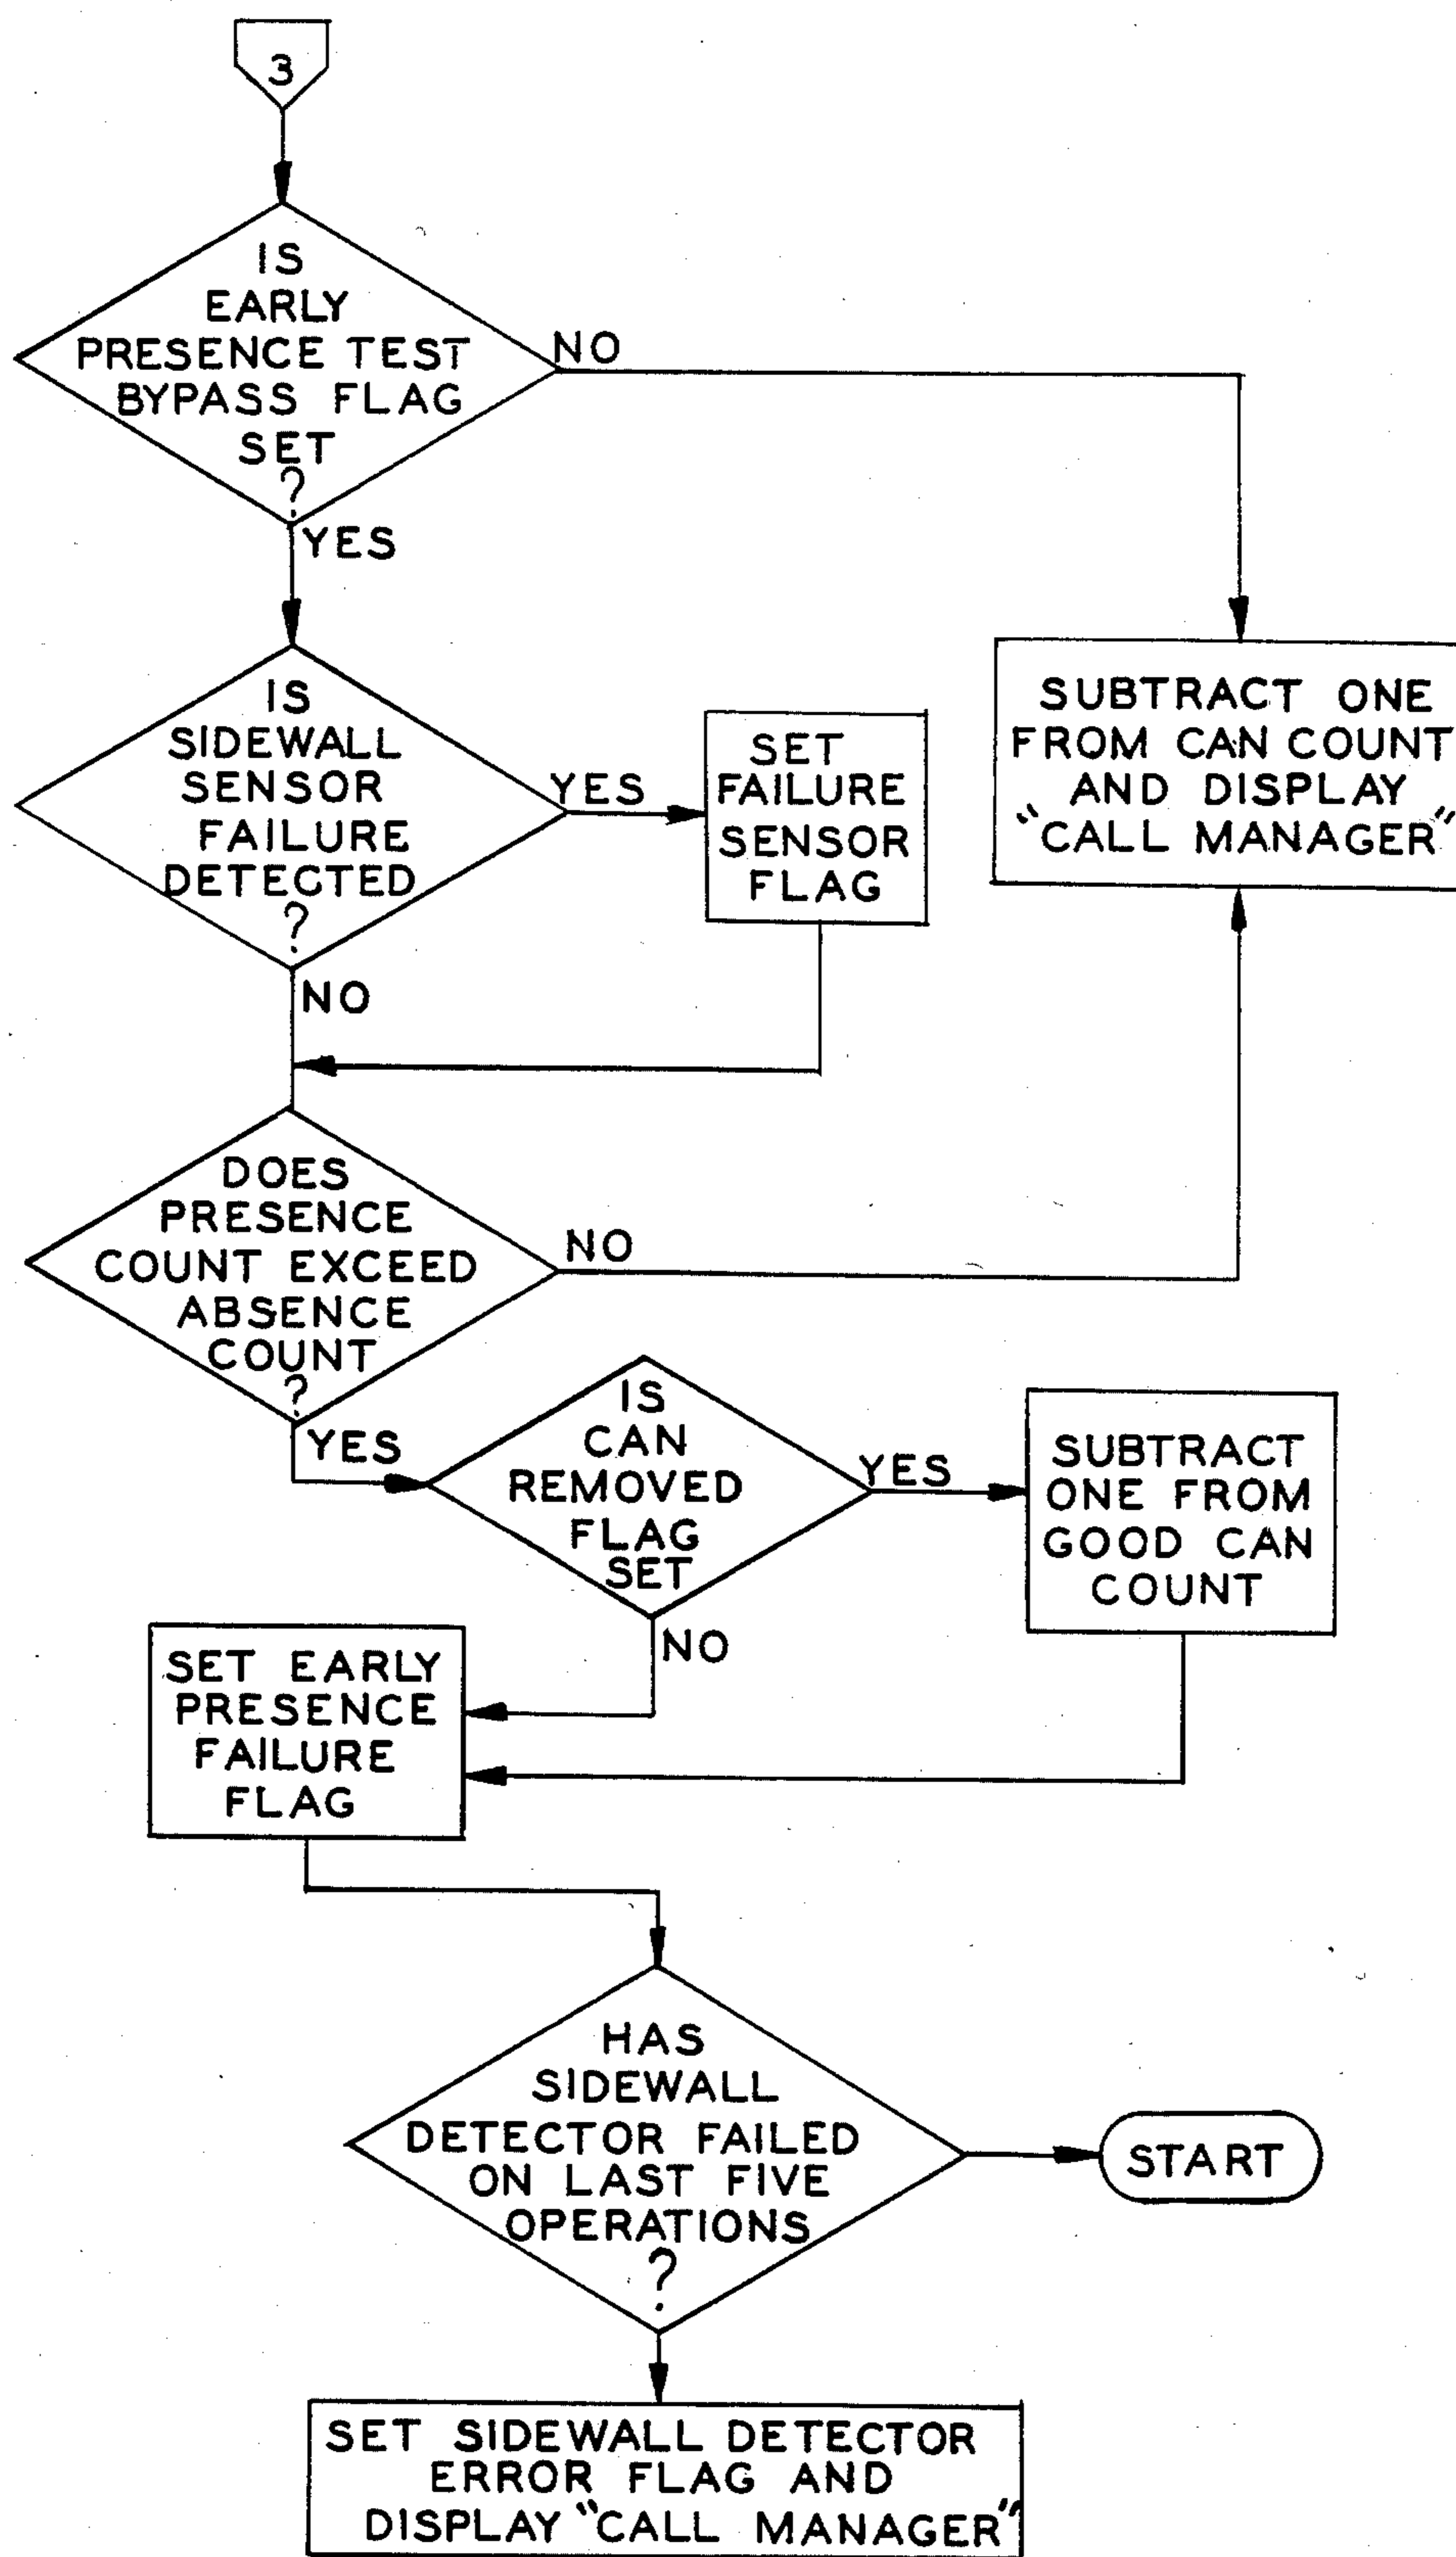 3
IS
EARLY
PRESENCE TEST
BYPASS FLAG
SET
?
NO
YES
IS
SIDEWALL
SENSOR
FAILURE
DETECTED
?
YES
NO
SET
FAILURE
SENSOR
FLAG
SUBTRACT ONE
FROM CAN COUNT
AND DISPLAY
"CALL MANAGER"
DOES
PRESENCE
COUNT EXCEED
ABSENCE
COUNT
?
NO
YES
IS
CAN
REMOVED
FLAG
SET
YES
NO
SUBTRACT
ONE FROM
GOOD CAN
COUNT
SET EARLY
PRESENCE
FAILURE
FLAG
HAS
SIDEWALL
DETECTOR FAILED
ON LAST FIVE
OPERATIONS
?
START
SET SIDEWALL DETECTOR
ERROR FLAG AND
DISPLAY "CALL MANAGER"